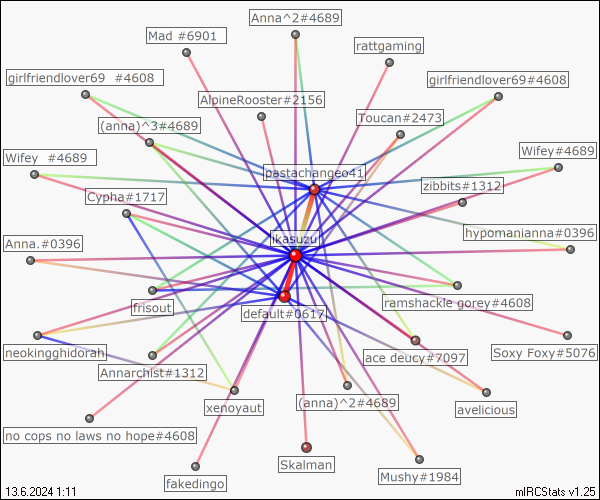 Anna^2#4689
Mad #6901
rattgaming
girlfriendlover69 #4608
girlfriendlover69#4608
AlpineRooster#2156
Toucan#2473
(anna)^3#4689
Wifey #4689
Wifey#4689
pastachangeo41
zibbits#1312
Cypha#1717
hypomanianna#0396
ikasuzu
Anna.#0396
ramshackle gorey#4608
frisout
default#0617
neokingghidorah
ace deucy#7097
Soxy Foxy#5076
Annarchist#1312
xenoyaut
(anna)^2#4689
avelicious
no cops no laws no hope#4608
Skalman
Mushy#1984
fakedingo
13.6.2024 1:11
mIRCStats v1.25